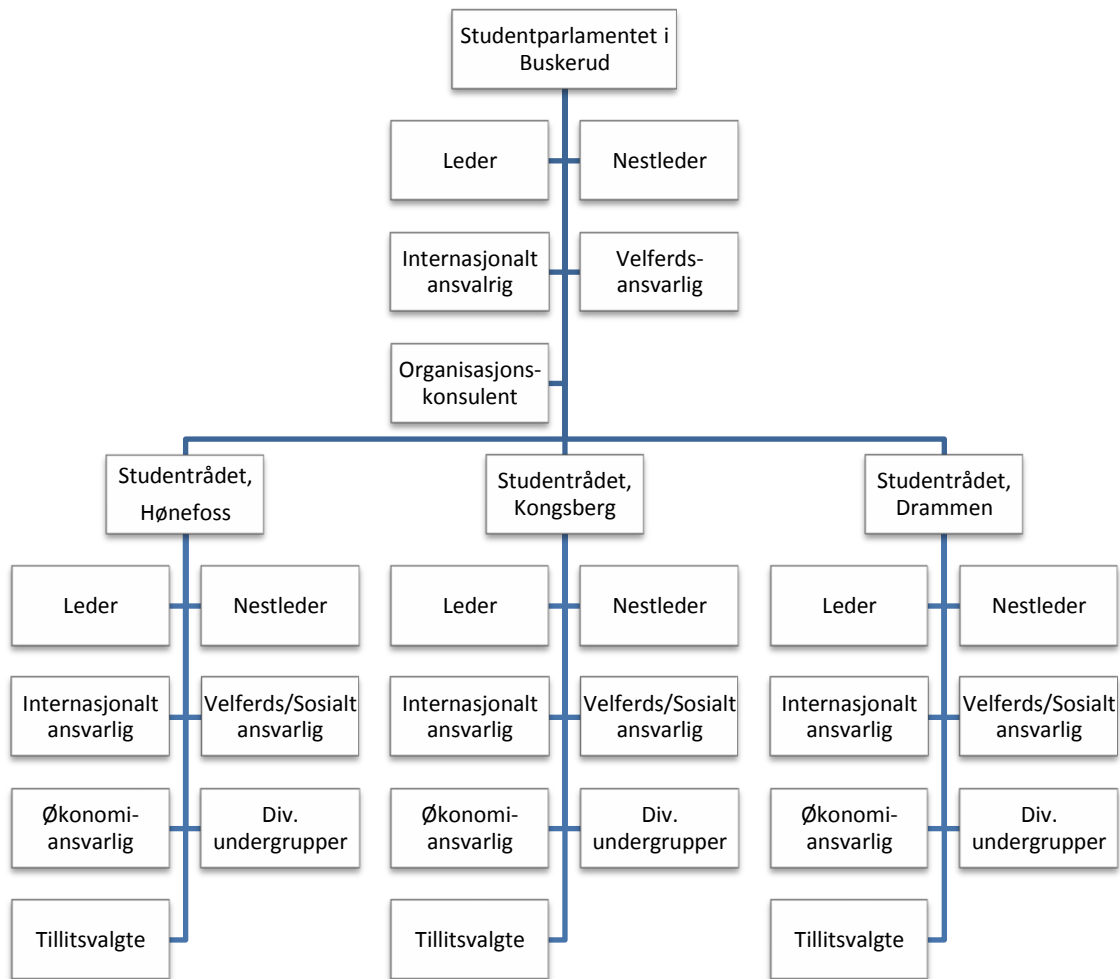 Studentparlamentet i
Buskerud
Leder
Nestleder
Internasjonalt
ansvalrig
Velferds-
ansvarlig
Organisasjons-
konsulent
Studentrådet,
Hønefoss
Studentrådet,
Kongsberg
Studentrådet,
Drammen
Leder
Nestleder
Leder
Nestleder
Leder
Nestleder
Internasjonalt
ansvarlig
Velferds/Sosialt
ansvarlig
Internasjonalt
ansvarlig
Velferds/Sosialt
ansvarlig
Internasjonalt
ansvarlig
Velferds/Sosialt
ansvarlig
Økonomi-
ansvarlig
Div.
undergrupper
Økonomi-
ansvarlig
Div.
undergrupper
Økonomi-
ansvarlig
Div.
undergrupper
Tillitsvalgte
Tillitsvalgte
Tillitsvalgte